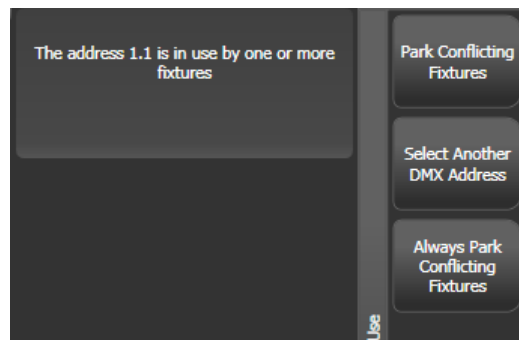 The address 1.1 is in use by one or more
fixtures
Park Conflicting
Fixtures
Select Another
DMX Address
Always Park
Conflicting
Fixtures
Use